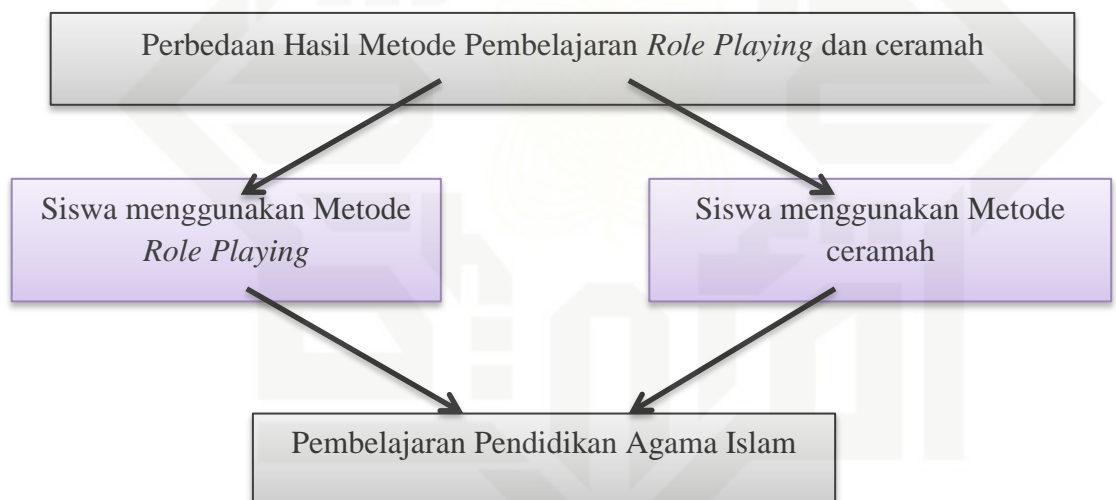 Perbedaan Hasil Metode Pembelajaran Role Playing dan ceramah
Siswa menggunakan Metode
Role Playing
Siswa menggunakan Metode
ceramah
Pembelajaran Pendidikan Agama Islam